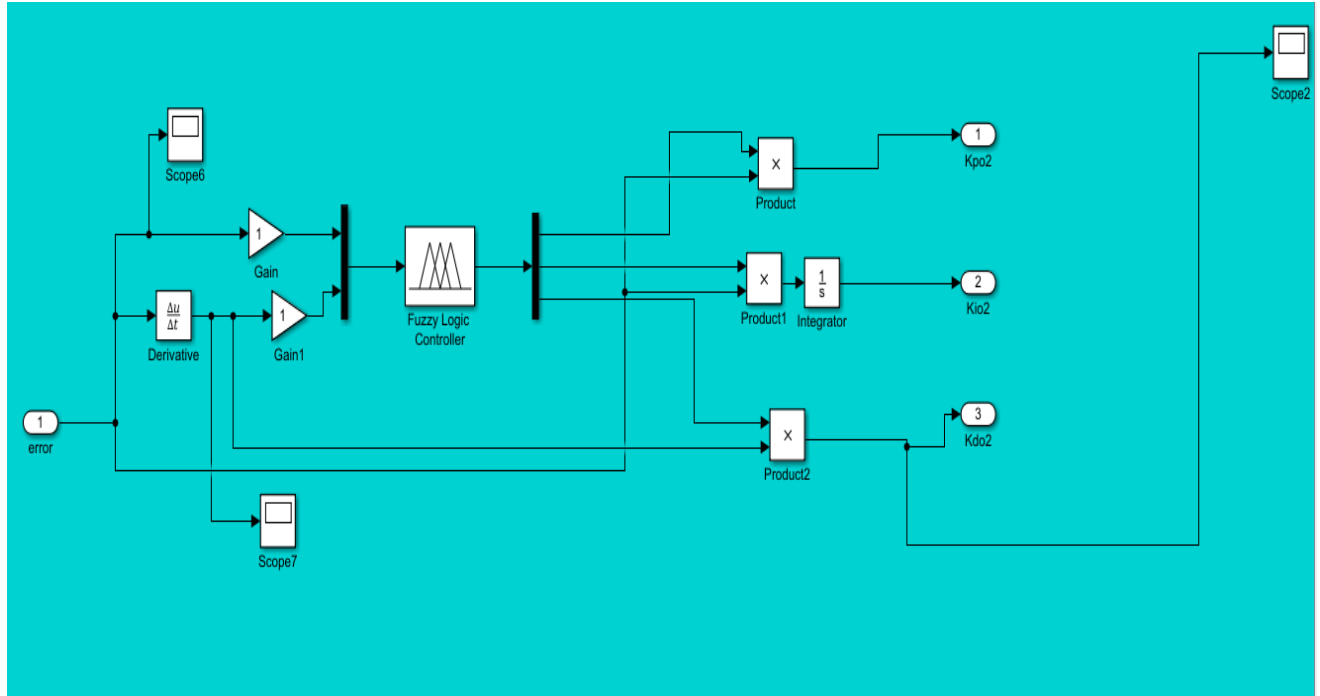 Scope2
1
Kpo2
Scope6
×
Product
1
Gain
×
Product1
1
s
Integrator
2
Kio2
Δu
Δt
Derivative
1
Gain1
Fuzzy Logic
Controller
1
error
×
Product2
3
Kdo2
Scope7